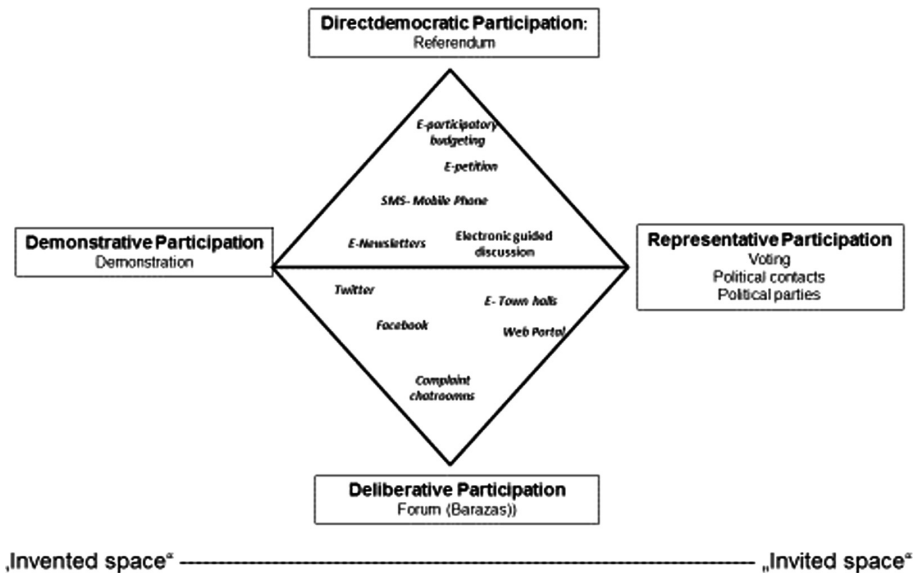 Directdemocratic Participation:
Referendum
E-participatory
budgeting
E-petition
SMS- Mobile Phone
E-Newsletters
Electronic guided
discussion
Demonstrative Participation
Demonstration
Representative Participation
Voting
Political contacts
Political parties
Twitter
E- Town halls
Facebook
Web Portal
Complaint
chatroomns
Deliberative Participation
Forum (Barazas))
‚Invented space“ „Invited space“